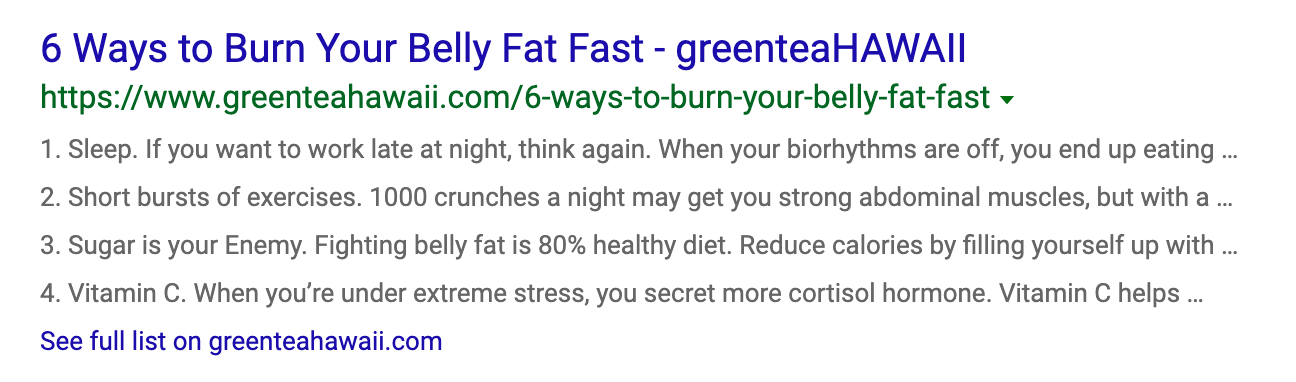 6 Ways to Burn Your Belly Fat Fast - greenteaHAWAII
https://www.greenteahawaii.com/6-ways-to-burn-your-belly-fat-fast
1. Sleep. If you want to work late at night, think again. When your biorhythms are off, you end up eating ...
2. Short bursts of exercises. 1000 crunches a night may get you strong abdominal muscles, but with a ...
3. Sugar is your Enemy. Fighting belly fat is 80% healthy diet. Reduce calories by filling yourself up with ...
4. Vitamin C. When you’re under extreme stress, you secret more cortisol hormone. Vitamin C helps ...
See full list on greenteahawaii.com